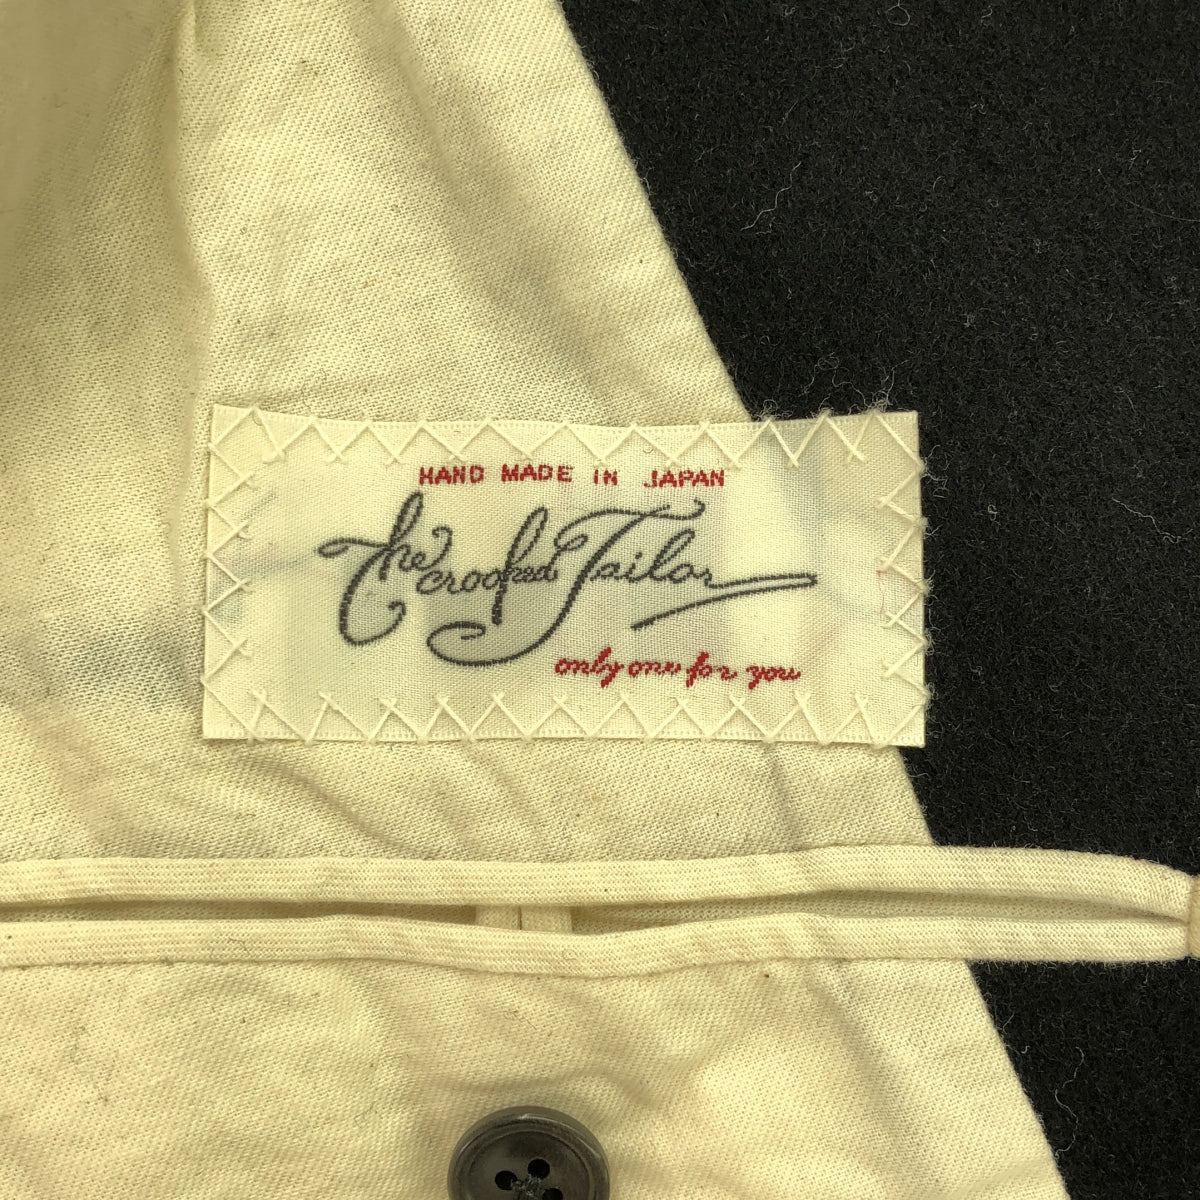 HAND MADE IN JAPAN
The crooked Tailor
only one for you